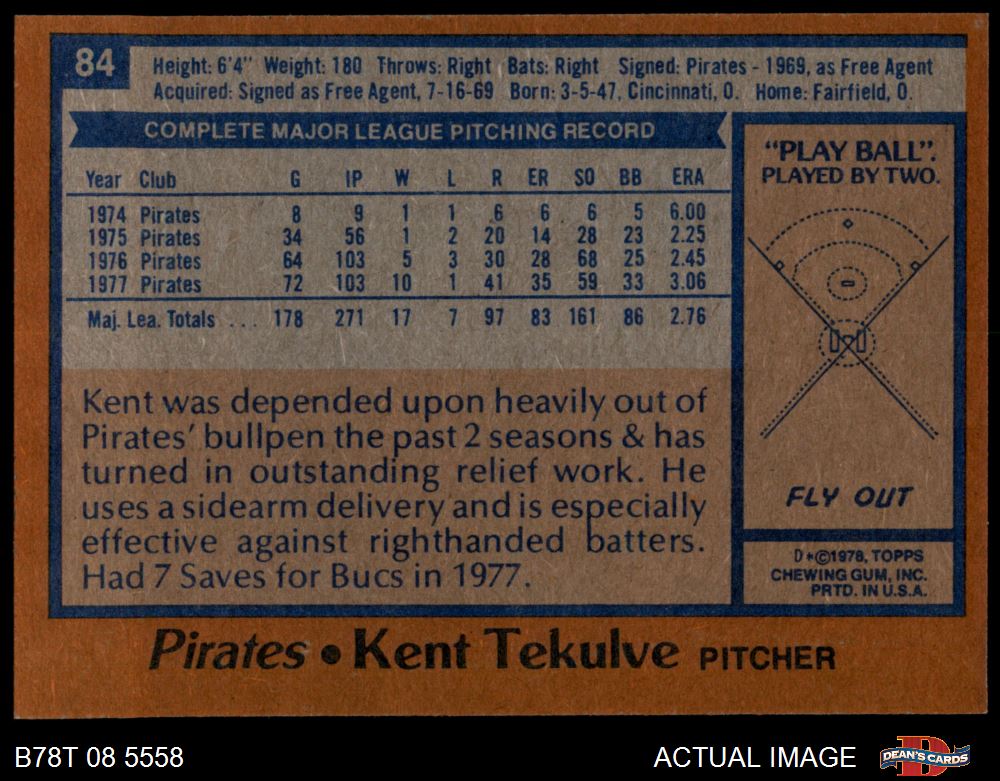 84
Height: 6'4" Weight: 180 Throws: Right Bats: Right Signed: Pirates - 1969, as Free Agent
Acquired: Signed as Free Agent, 7-16-69 Born: 3-5-47, Cincinnati, O. Home: Fairfield, O.
COMPLETE MAJOR LEAGUE PITCHING RECORD
Year Club G IP W L R ER SO BB ERA
1974 Pirates 8 9 1 1 6 6 6 5 6.00
1975 Pirates 34 56 1 2 20 14 28 23 2.25
1976 Pirates 64 103 5 3 30 28 68 25 2.45
1977 Pirates 72 103 10 1 41 35 59 33 3.06
Maj. Lea. Totals ... 178 271 17 7 97 83 161 86 2.76
Kent was depended upon heavily out of
Pirates' bullpen the past 2 seasons & has
turned in outstanding relief work. He
uses a sidearm delivery and is especially
effective against righthanded batters.
Had 7 Saves for Bucs in 1977.
"PLAY BALL".
PLAYED BY TWO.
FLY OUT
D*©1978, TOPPS
CHEWING GUM, INC.
PRTD. IN U.S.A.
Pirates • Kent Tekulve PITCHER
B78T 08 5558
ACTUAL IMAGE
D
DEAN'S CARDS